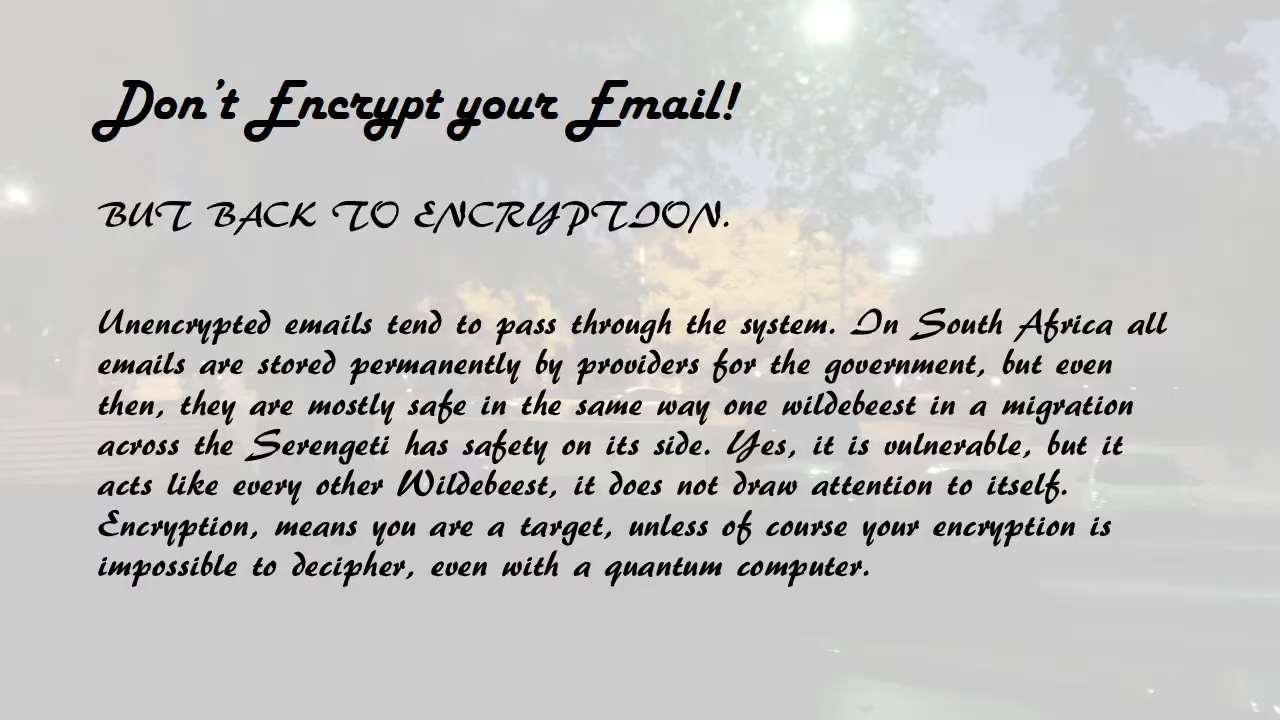 Don't Encrypt your Email!
BUT BACK TO ENCRYPTION.
Unencrypted emails tend to pass through the system. In South Africa all
emails are stored permanently by providers for the government, but even
then, they are mostly safe in the same way one wildebeest in a migration
across the Serengeti has safety on its side. Yes, it is vulnerable, but it
acts like every other Wildebeest, it does not draw attention to itself.
Encryption, means you are a target, unless of course your encryption is
impossible to decipher, even with a quantum computer.